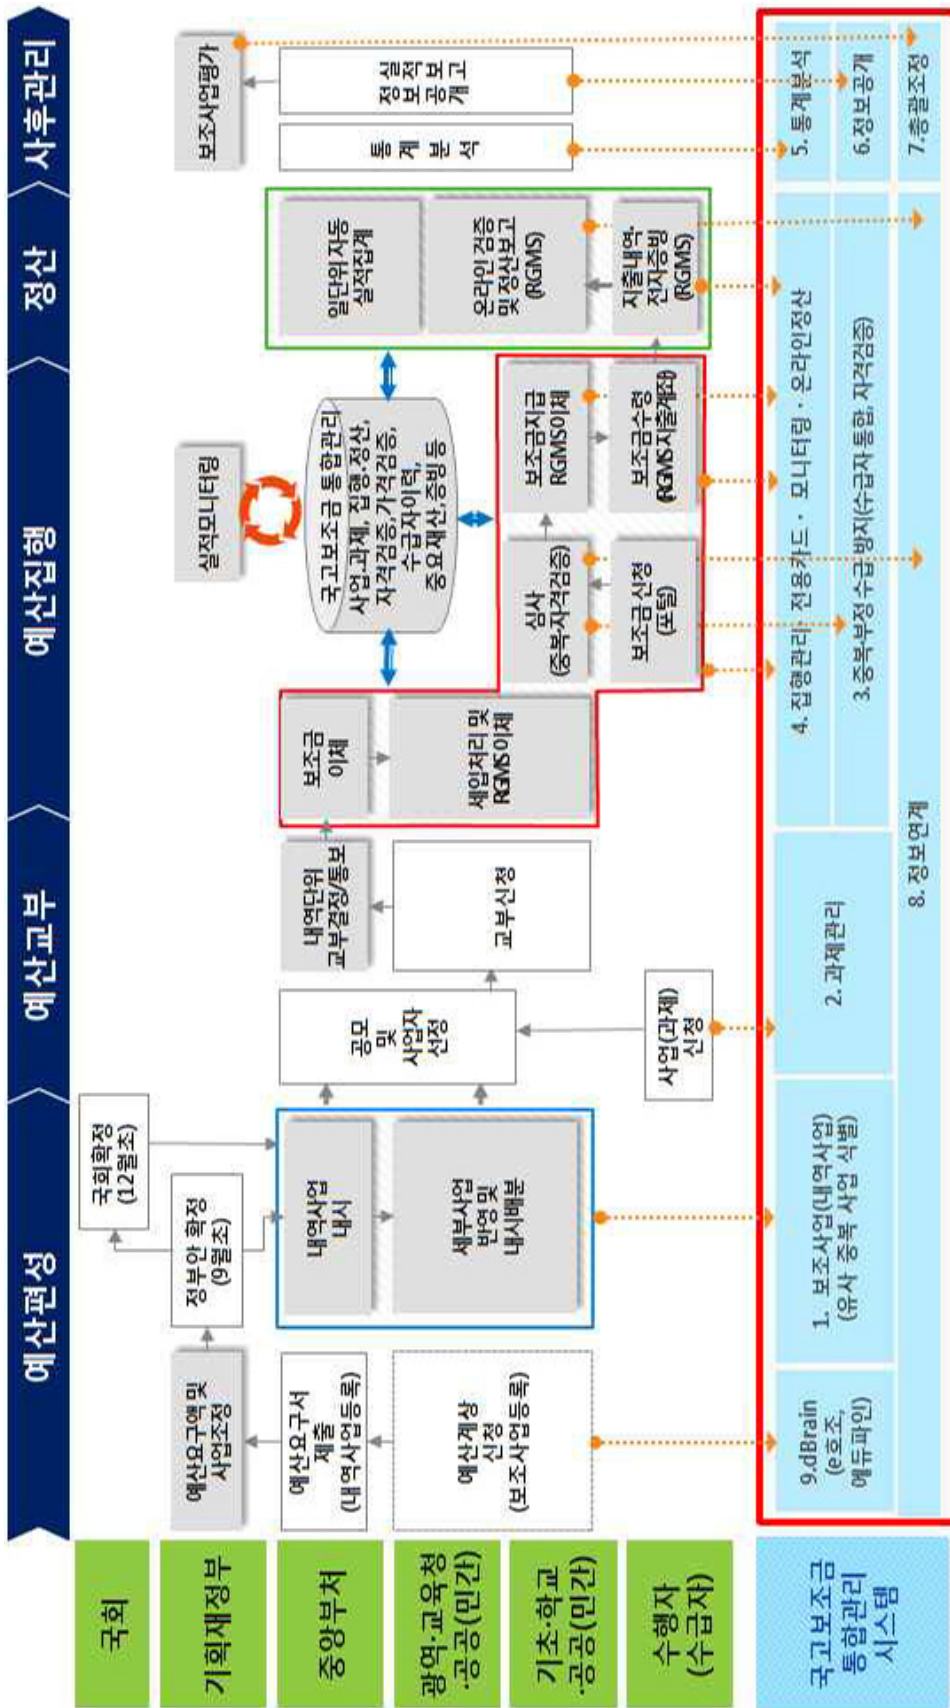 예산편성
예산교부
예산집행
정산
사후관리
국회
국회확정
(12월초)
기획재정부
예산요구액 및
사업조정
정부안 확정
(9월초)
실적모니터링
보조사업평가
중앙부처
예산요구서
제출
(내역사업등록)
내역사업
내시
공모
및
사업자
선정
내역단위
교부결정/통보
보조금
이체
국고보조금 통합관리
사업.과제, 집행·정산,
자격검증,가격검증,
수급자이력,
중요재산,증빙 등
일단위 자동
실적집계
통계
분석
실적보고
정보공개
광역·교육청
·공공(민간)
예산계상
신청
(보조사업등록)
세부사업
반영 및
내시배분
교부신청
세입처리 및
RGMS이체
온라인 검증
및 정산보고
(RGMS)
기초·학교
·공공(민간)
심사
(중복·자격검증)
보조금지급
RGMS이체
수행자
(수급자)
사업(과제)
신청
보조금 신청
(포털)
보조금수령
(RGMS지출계좌)
지출내역·
전자증빙
(RGMS)
국고보조금
통합관리
시스템
9.dBrain
(e호조,
에듀파인)
1. 보조사업(내역사업)
(유사 중복 사업 식별)
2. 과제관리
4. 집행관리· 전용카드 · 모니터링 · 온라인정산
3.중복·부정 수급 방지(수급자 통합, 자격검증)
5. 통계분석
6.정보공개
7.총괄조정
8. 정보연계